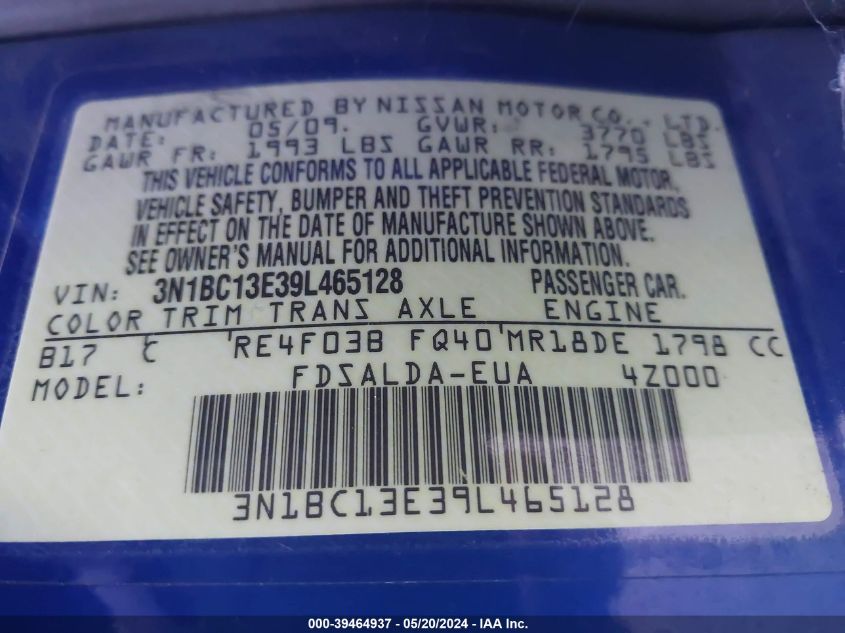 MANUFACTURED BY NISSAN MOTOR CO., LTD.
DATE: 05/09. GVWR: 3770 LBS
GAWR FR: 1993 LBS GAWR RR: 1795 LBS
THIS VEHICLE CONFORMS TO ALL APPLICABLE FEDERAL MOTOR
VEHICLE SAFETY, BUMPER AND THEFT PREVENTION STANDARDS
IN EFFECT ON THE DATE OF MANUFACTURE SHOWN ABOVE.
SEE OWNER'S MANUAL FOR ADDITIONAL INFORMATION.
VIN: 3N1BC13E39L465128 PASSENGER CAR.
COLOR TRIM TRANS AXLE ENGINE
B17 C RE4F03B FQ40 MR18DE 1798 CC
MODEL: FDSALDA-EUA 4Z000
3N1BC13E39L465128
000-39464937 - 05/20/2024 - IAA Inc.